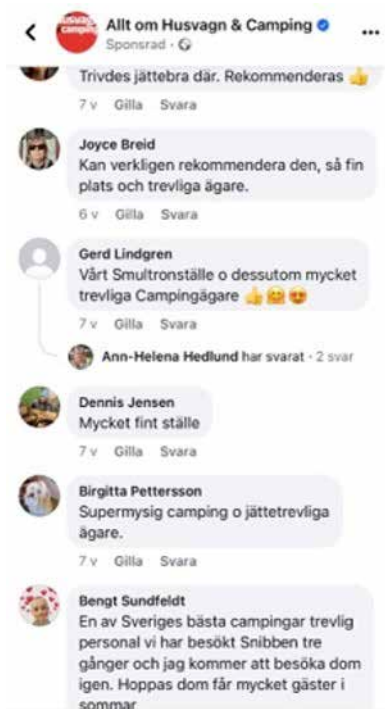 Allt om Husvagn & Camping
Sponsrad
Trivdes jättebra där. Rekommenderas 👍
7 v Gilla Svara
Joyce Breid
Kan verkligen rekommendera den, så fin
plats och trevliga ägare.
6 v Gilla Svara
Gerd Lindgren
Vårt Smultronställe o dessutom mycket
trevliga Campingägare 👍🤗😍
7 v Gilla Svara
Ann-Helena Hedlund har svarat · 2 svar
Dennis Jensen
Mycket fint ställe
7 v Gilla Svara
Birgitta Pettersson
Supermysig camping o jättetrevliga
ägare.
7 v Gilla Svara
Bengt Sundfeldt
En av Sveriges bästa campingar trevlig
personal vi har besökt Snibben tre
gånger och jag kommer att besöka dom
igen. Hoppas dom får mycket gäster i
sommar